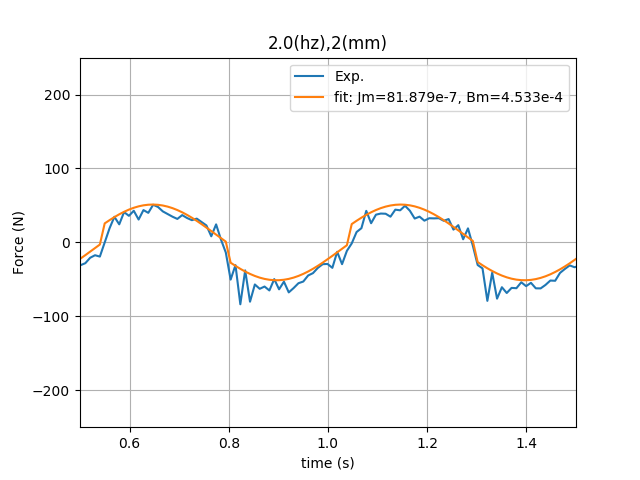 2.0(hz),2(mm)
Exp.
fit: Jm=81.879e-7, Bm=4.533e-4
Force (N)
200
100
0
−100
−200
0.6 0.8 1.0 1.2 1.4
time (s)